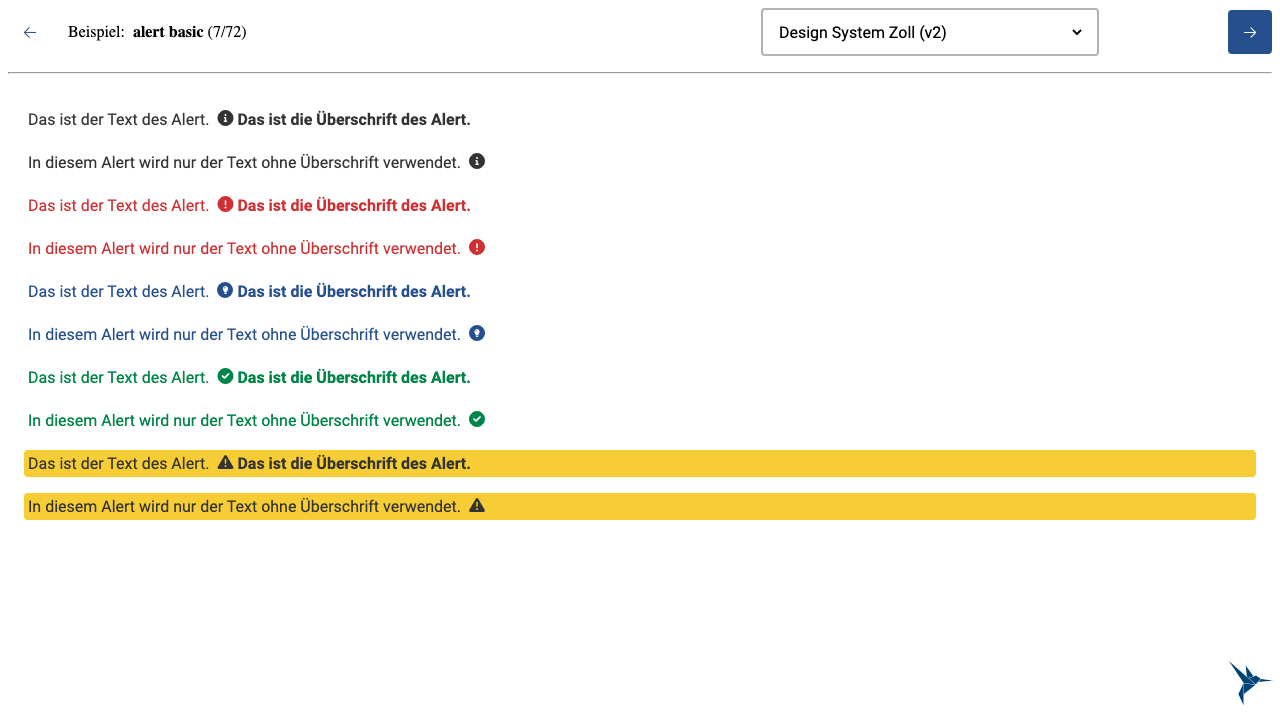 Beispiel: alert basic (7/72)
Design System Zoll (v2)
Das ist der Text des Alert. Das ist die Überschrift des Alert.
In diesem Alert wird nur der Text ohne Überschrift verwendet.
Das ist der Text des Alert. Das ist die Überschrift des Alert.
In diesem Alert wird nur der Text ohne Überschrift verwendet.
Das ist der Text des Alert. Das ist die Überschrift des Alert.
In diesem Alert wird nur der Text ohne Überschrift verwendet.
Das ist der Text des Alert. Das ist die Überschrift des Alert.
In diesem Alert wird nur der Text ohne Überschrift verwendet.
Das ist der Text des Alert. Das ist die Überschrift des Alert.
In diesem Alert wird nur der Text ohne Überschrift verwendet.